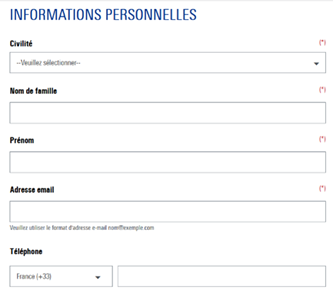 INFORMATIONS PERSONNELLES
Civilité (*)
--Veuillez sélectionner--
Nom de famille (*)
Prénom (*)
Adresse email (*)
Veuillez utiliser le format d'adresse e-mail nom@exemple.com
Téléphone
France (+33)